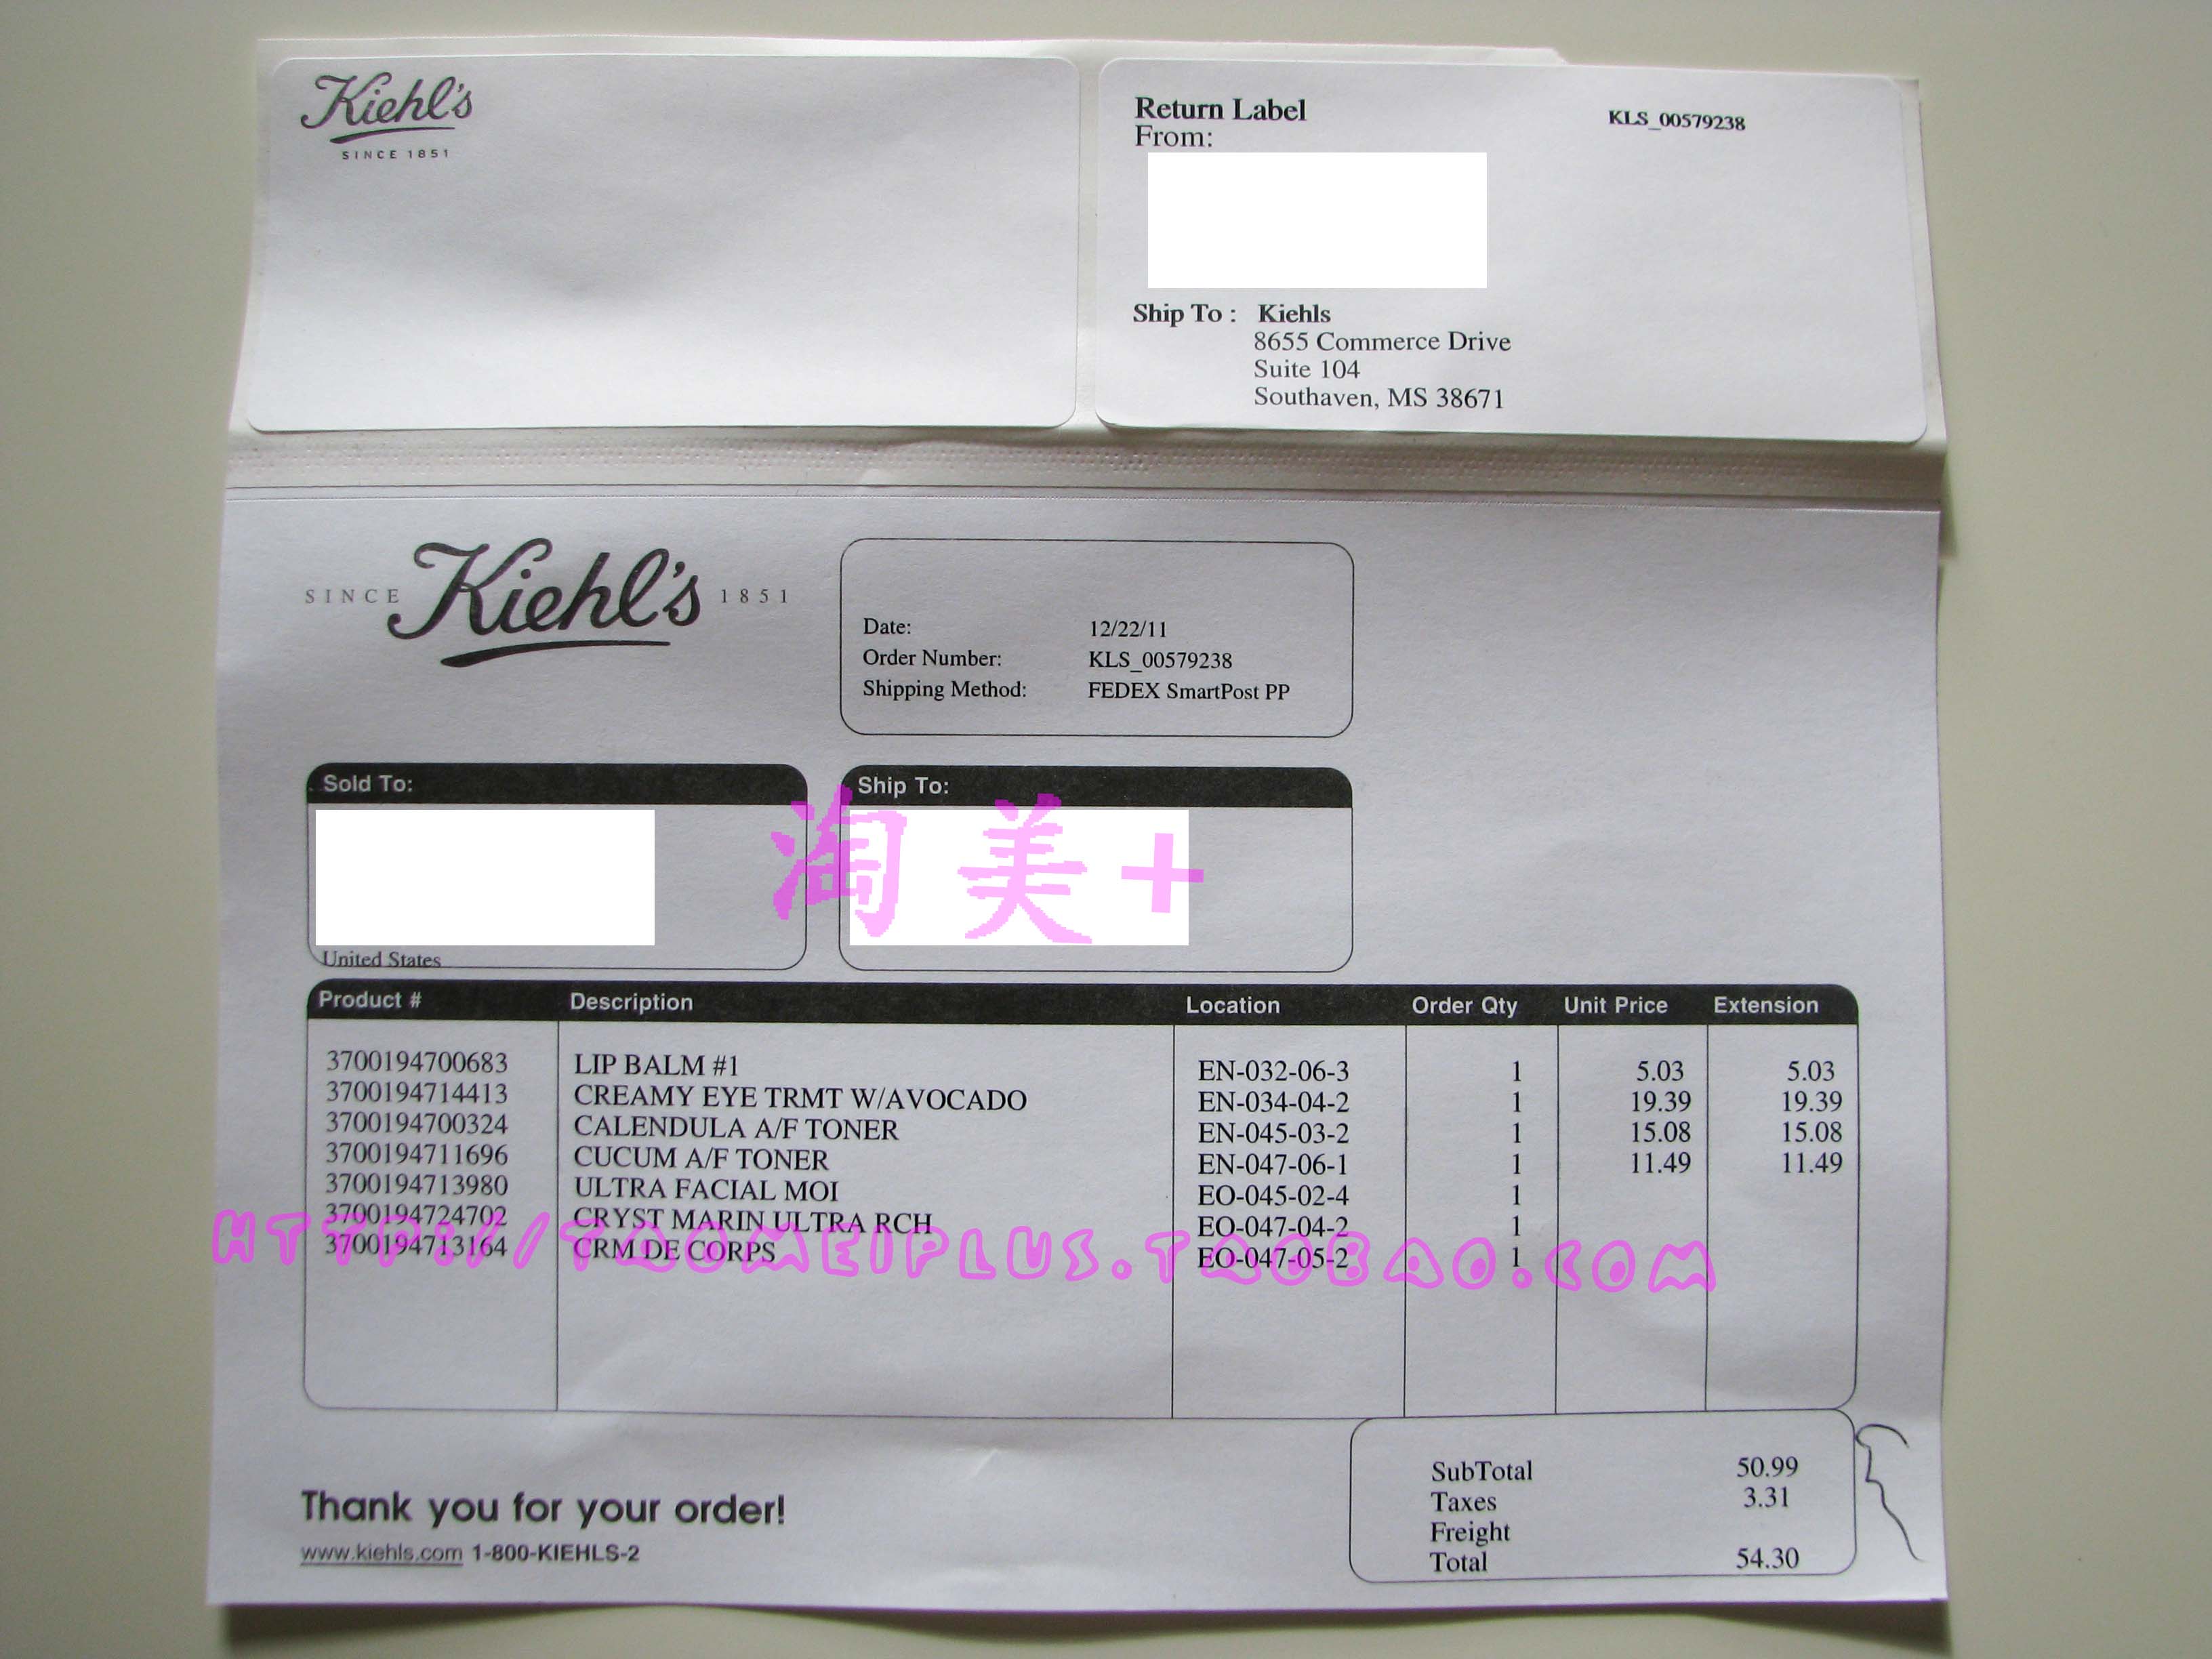 Kiehl's
SINCE 1851
Return Label
KLS_00579238
From:
Ship To : Kiehls
8655 Commerce Drive
Suite 104
Southaven, MS 38671
SINCE Kiehl's 1851
Date: 12/22/11
Order Number: KLS_00579238
Shipping Method: FEDEX SmartPost PP
Sold To:
United States
Ship To:
淘美+
Product # Description Location Order Qty Unit Price Extension
3700194700683 LIP BALM #1 EN-032-06-3 1 5.03 5.03
3700194714413 CREAMY EYE TRMT W/AVOCADO EN-034-04-2 1 19.39 19.39
3700194700324 CALENDULA A/F TONER EN-045-03-2 1 15.08 15.08
3700194711696 CUCUM A/F TONER EN-047-06-1 1 11.49 11.49
3700194713980 ULTRA FACIAL MOI EO-045-02-4 1
3700194724702 CRYST MARIN ULTRA RCH EO-047-04-2 1
3700194713164 CRM DE CORPS EO-047-05-2 1
HTTP://TAOMEIPLUS.TAOBAO.COM
SubTotal 50.99
Taxes 3.31
Freight
Total 54.30
Thank you for your order!
www.kiehls.com 1-800-KIEHLS-2